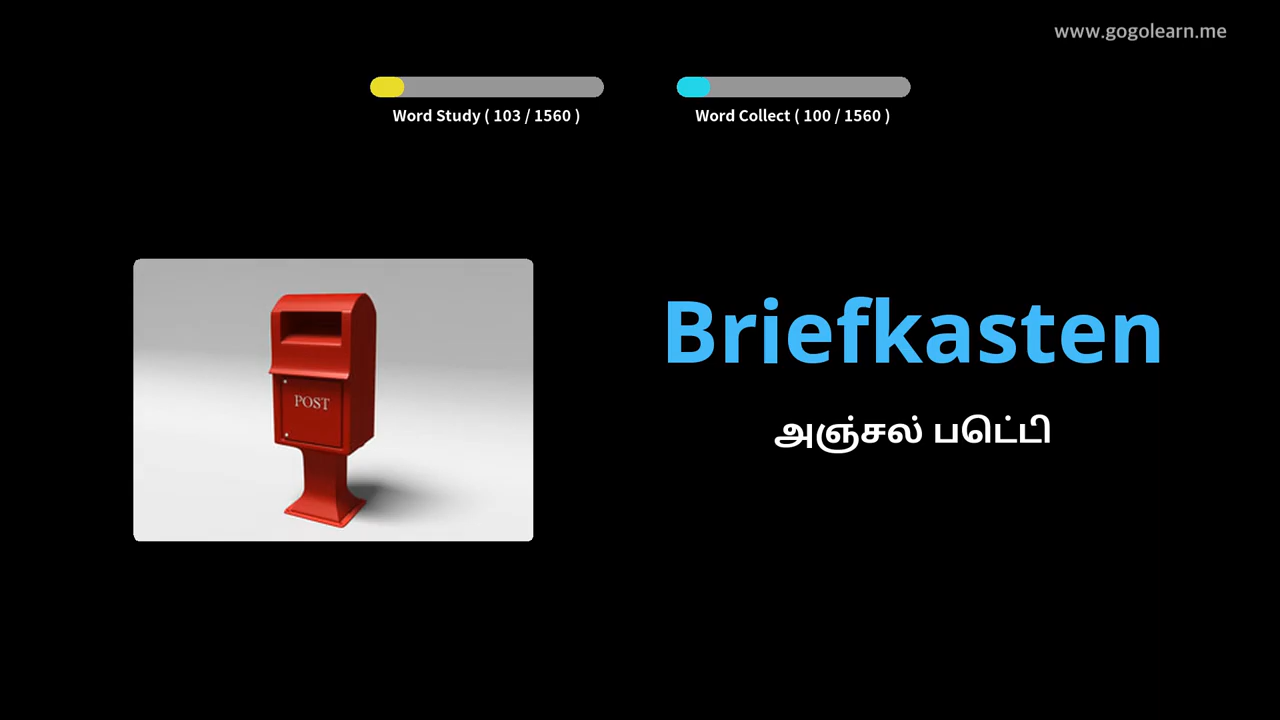 www.gogolearn.me
Word Study ( 103 / 1560 )
Word Collect ( 100 / 1560 )
POST
Briefkasten
அஞ்சல் பெட்டி